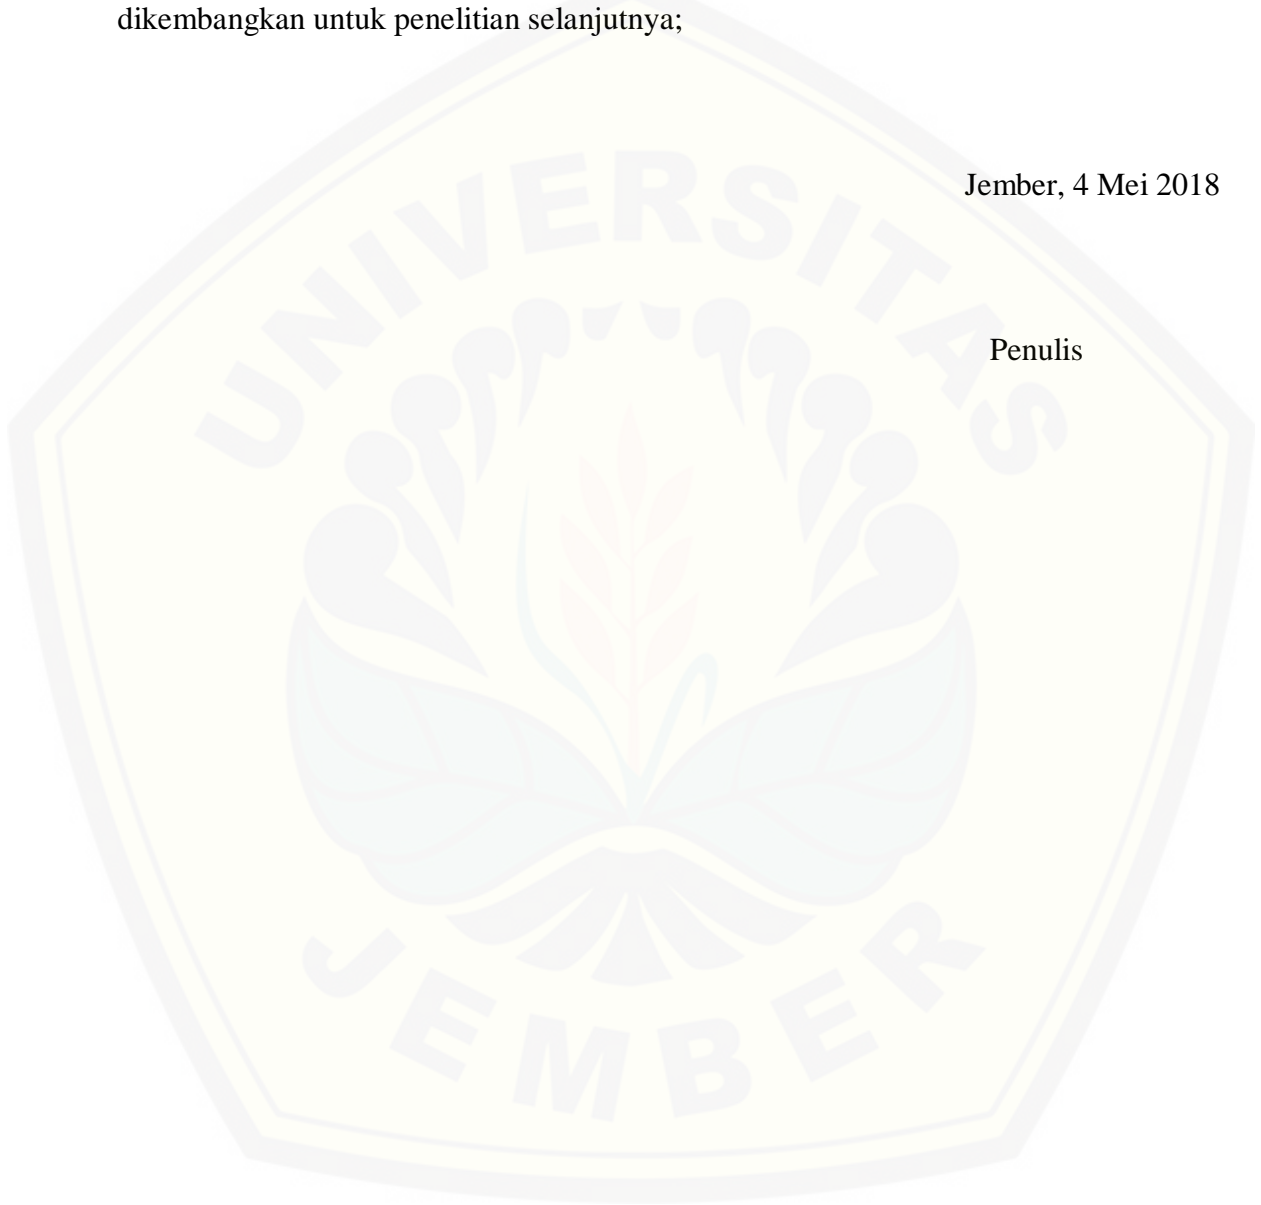 dikembangkan untuk penelitian selanjutnya;
Jember, 4 Mei 2018
UNIVERSITAS
Penulis
JEMBER